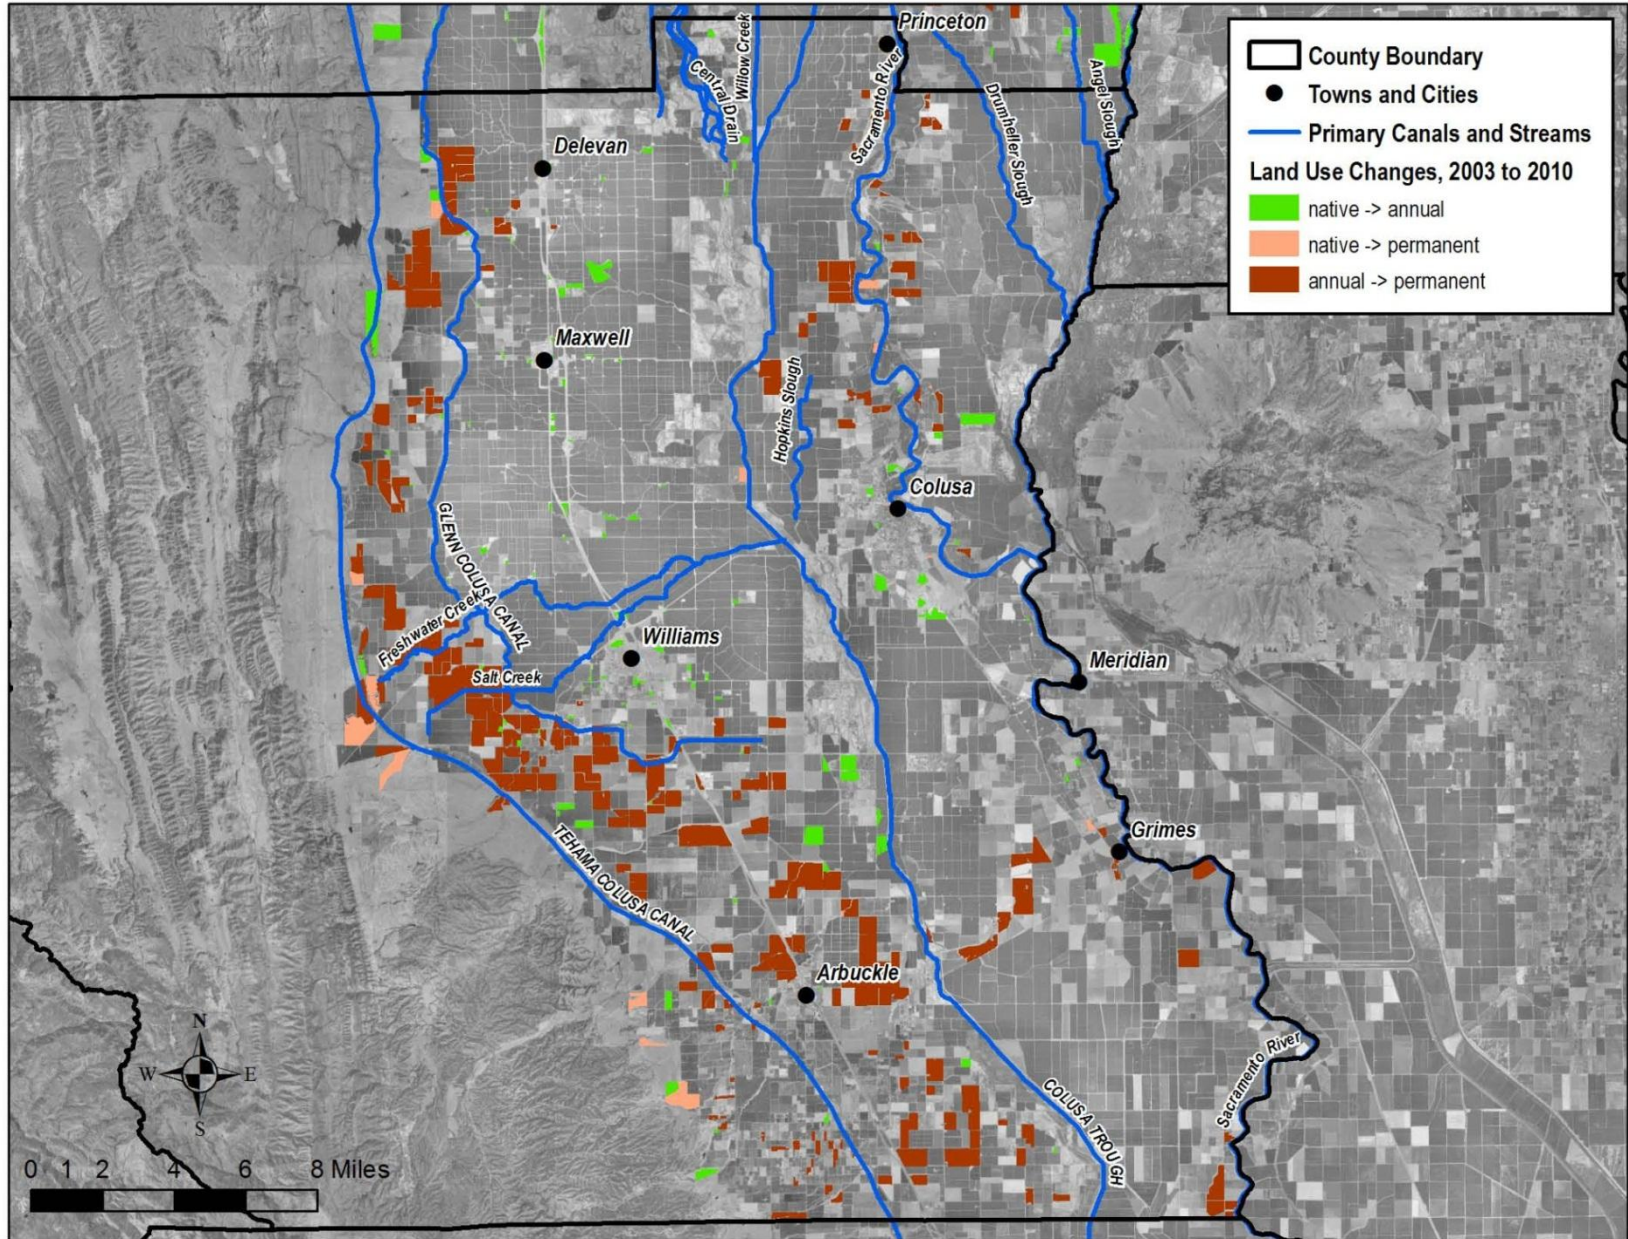 Princeton
Willow Creek
Central Drain
Sacramento River
Drumheller Slough
Angel Slough
County Boundary
Towns and Cities
Primary Canals and Streams
Land Use Changes, 2003 to 2010
native -> annual
native -> permanent
annual -> permanent
Delevan
Maxwell
Hopkins Slough
Colusa
GLENN COLUSA CANAL
Freshwater Creek
Williams
Salt Creek
Meridian
TEHAMA COLUSA CANAL
Grimes
Arbuckle
Sacramento River
COLUSA TROUGH
N
W E
S
0 1 2 4 6 8 Miles